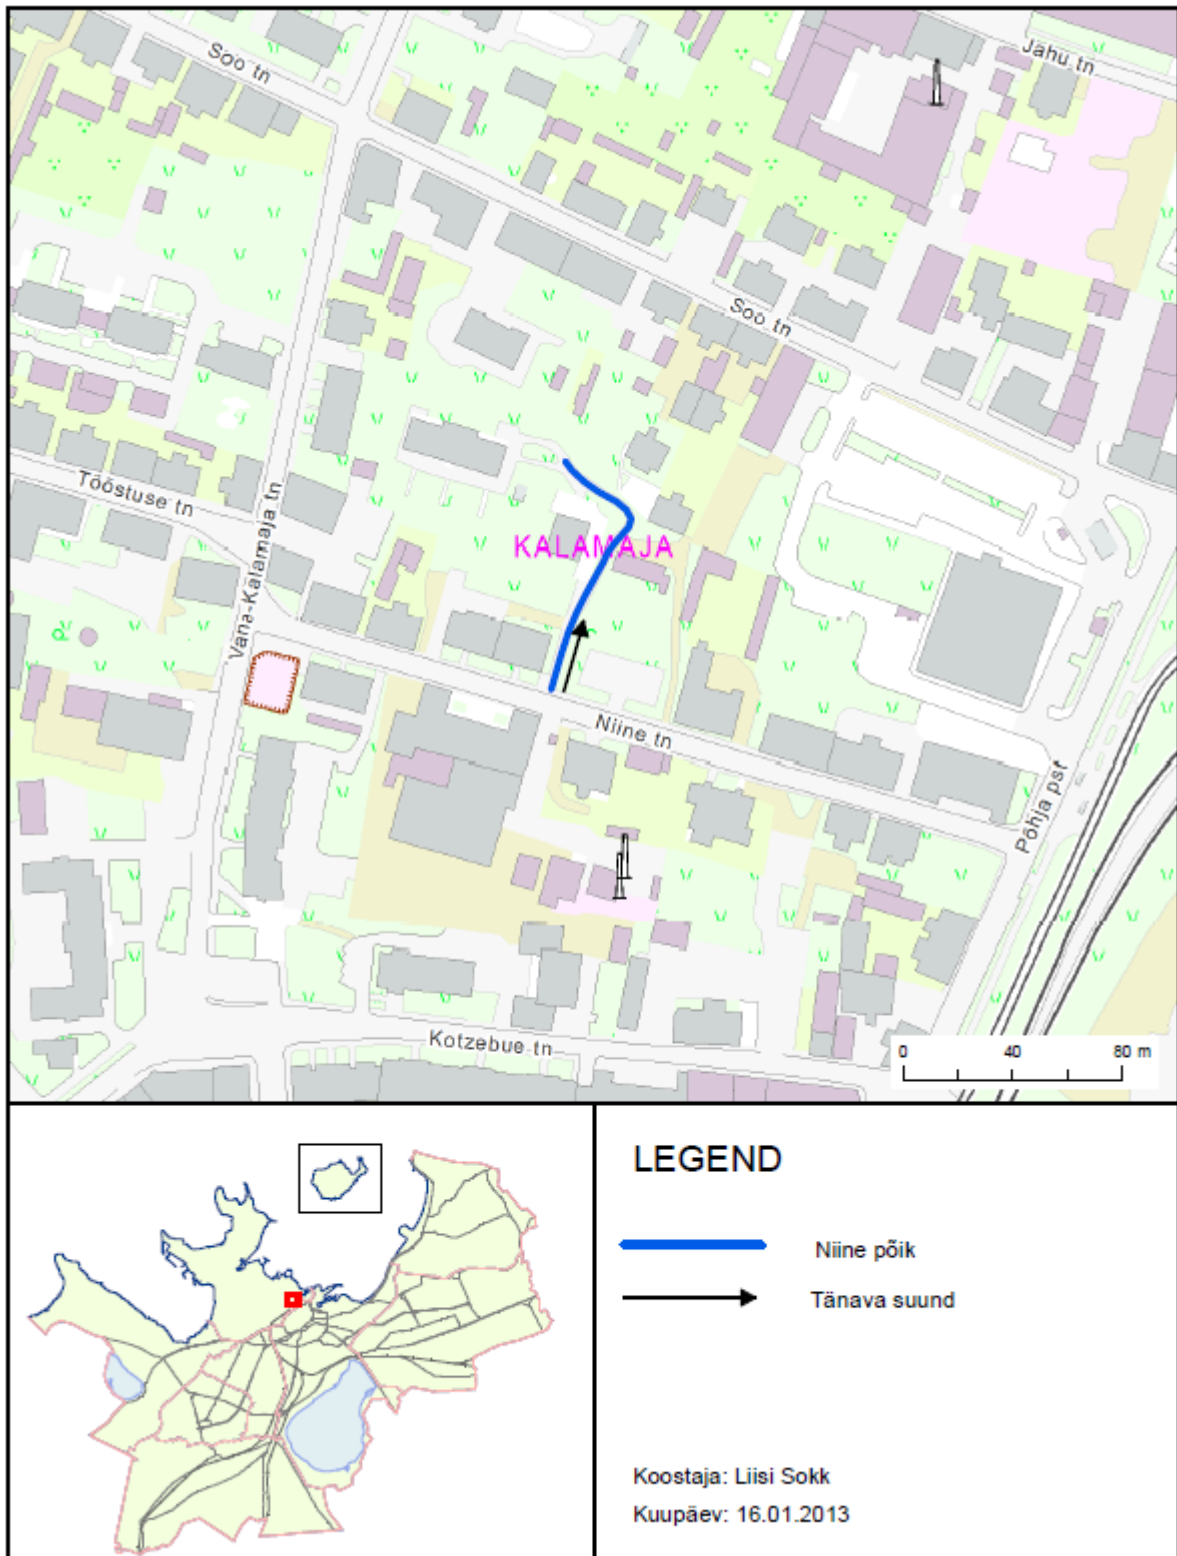 Soo tn
Jahu tn
Soo tn
Tööstuse tn
Vana-Kalamaja tn
KALAMAJA
Niine tn
Põhja pst
Kotzebue tn
0 40 80 m
LEGEND
Niine põik
Tänava suund
Koostaja: Liisi Sokk
Kuupäev: 16.01.2013